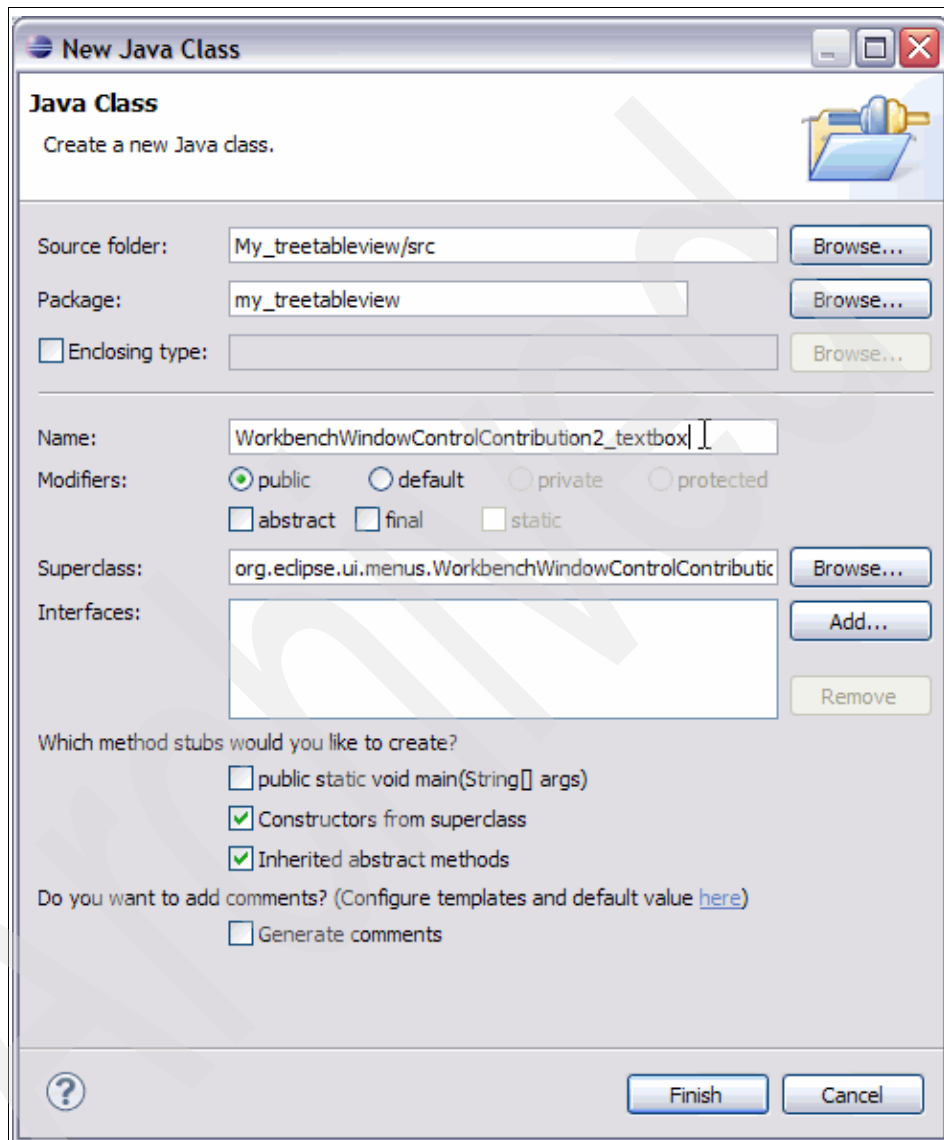 New Java Class
Java Class
Create a new Java class.
Source folder: My_treetableview/src Browse...
Package: my_treetableview Browse...
Enclosing type: Browse...
Name: WorkbenchWindowControlContribution2_textbox
Modifiers: public default private protected
abstract final static
Superclass: org.eclipse.ui.menus.WorkbenchWindowControlContributic Browse...
Interfaces: Add...
Remove
Which method stubs would you like to create?
public static void main(String[] args)
Constructors from superclass
Inherited abstract methods
Do you want to add comments? (Configure templates and default value here)
Generate comments
? Finish Cancel
Archived